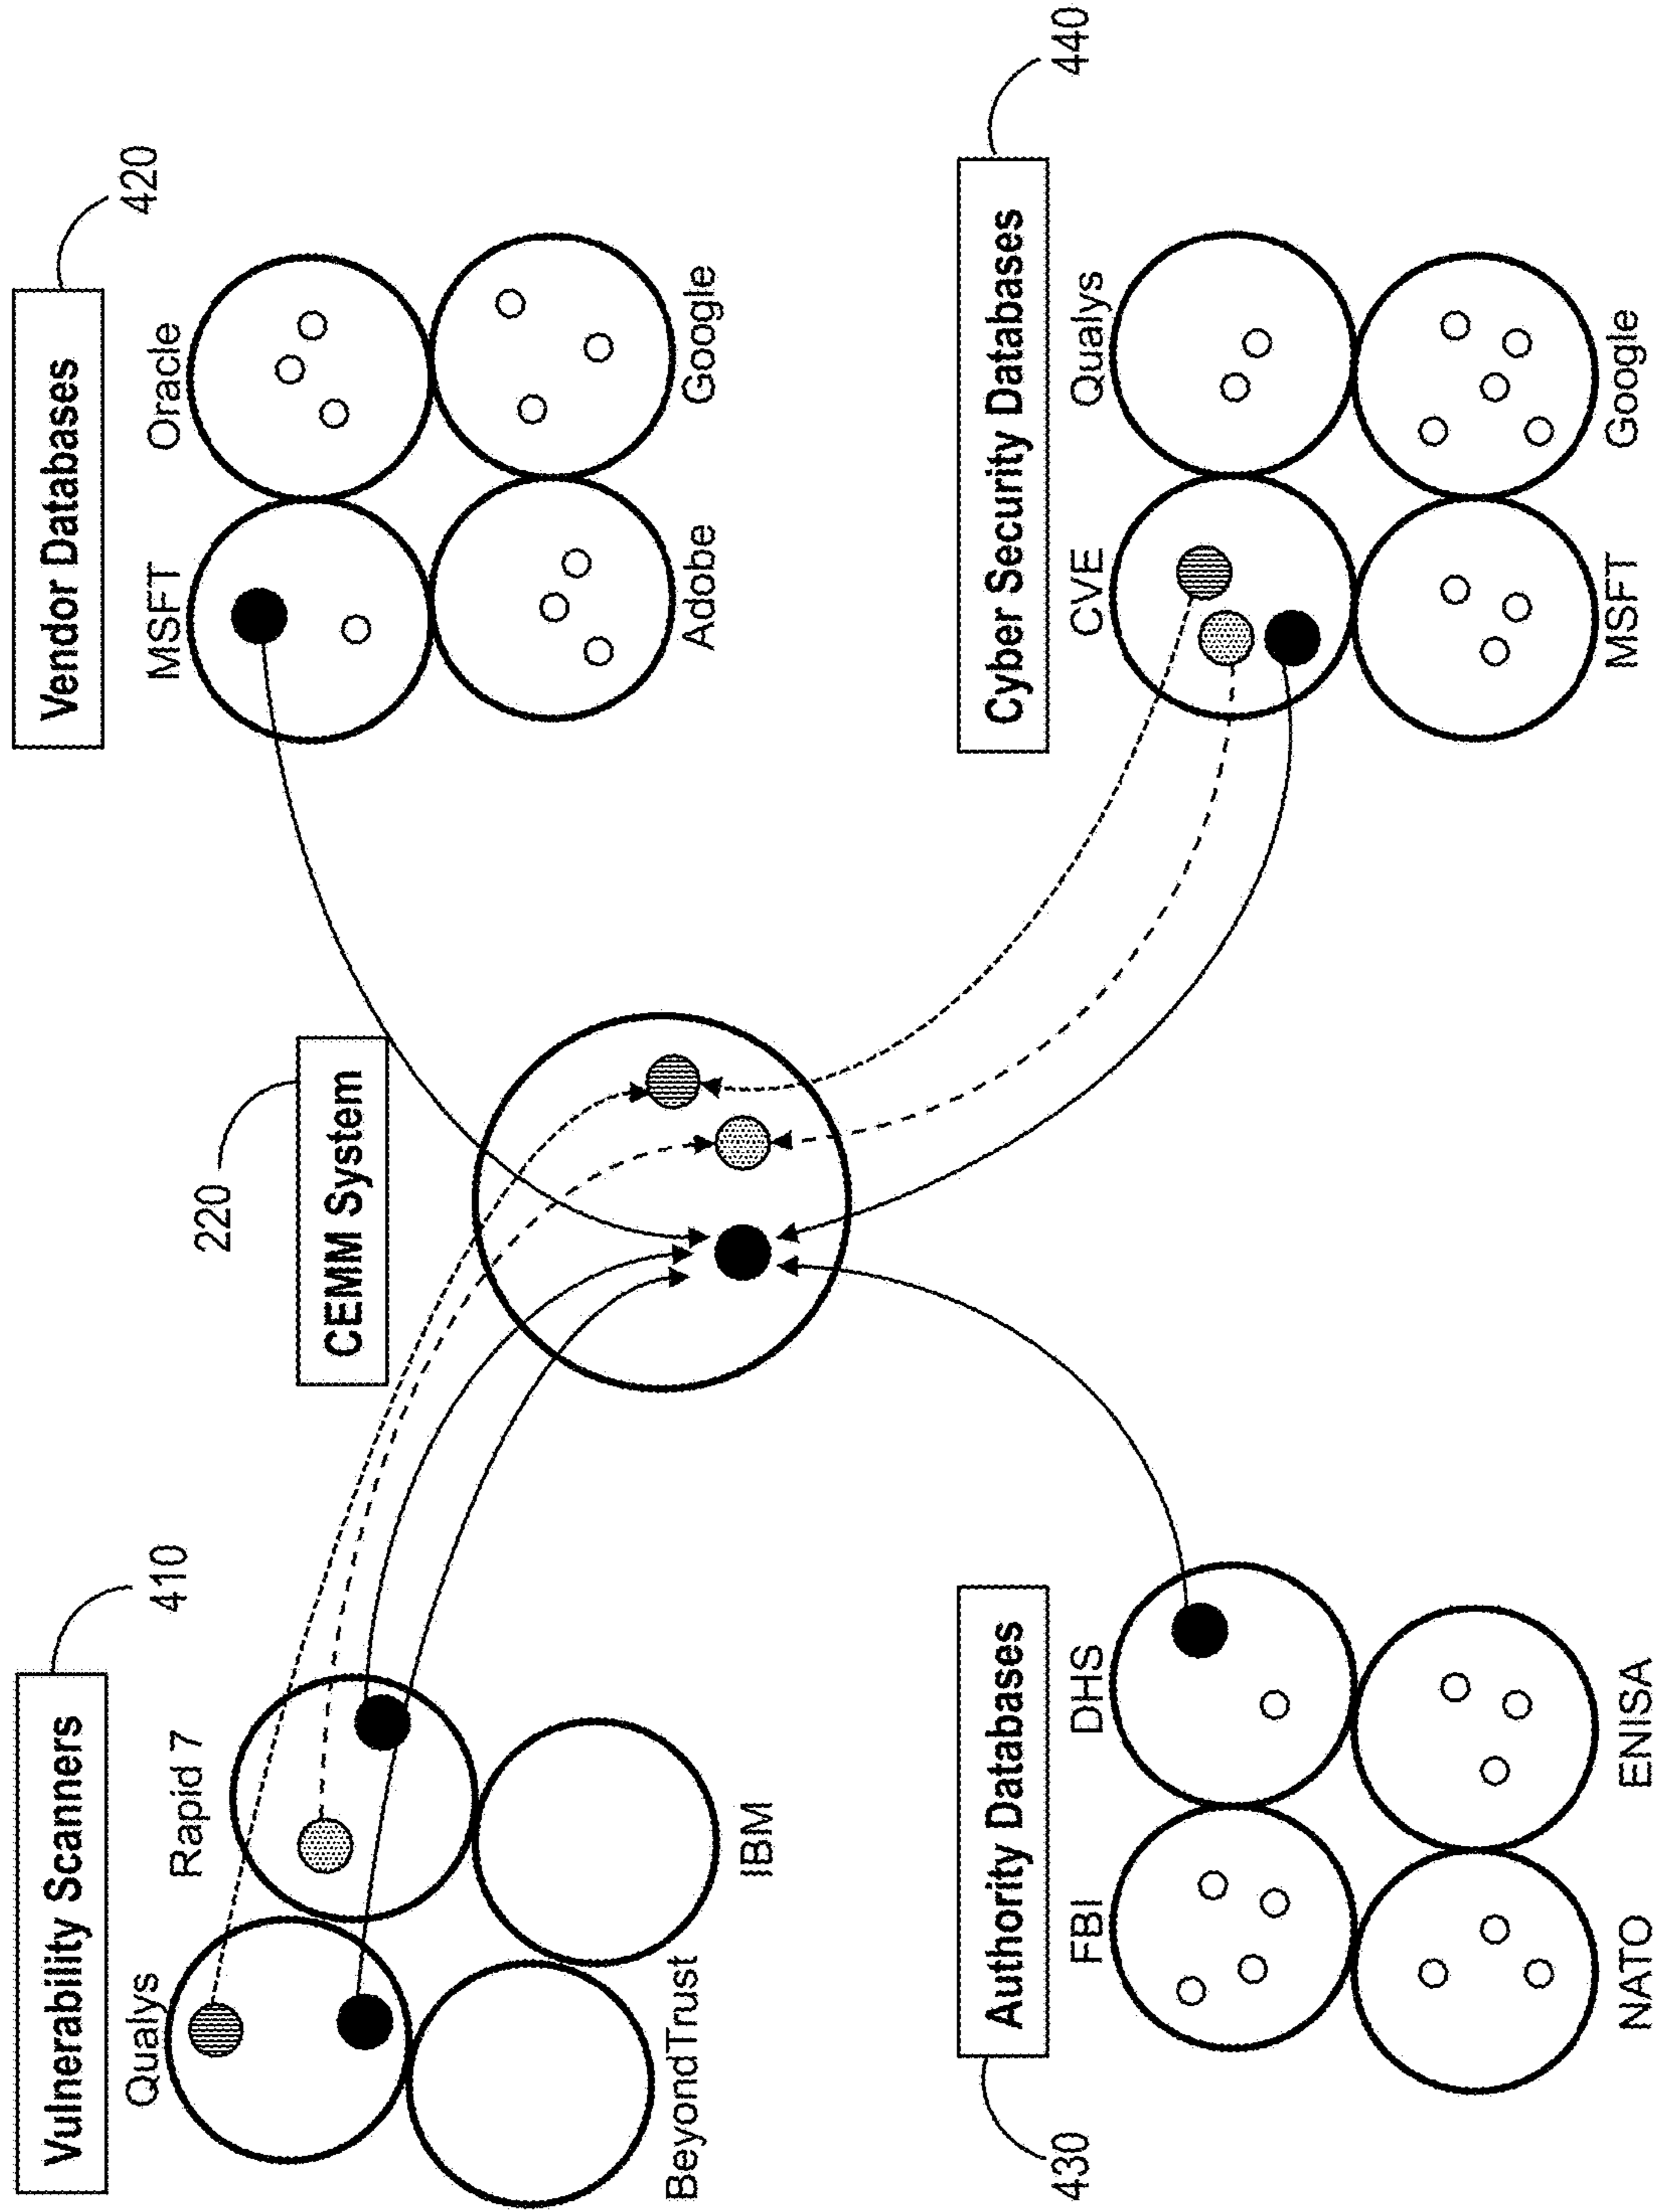 Vulnerability Scanners
410
Qualys
Rapid 7
BeyondTrust
IBM
CEMM System
220
Vendor Databases
420
MSFT
Oracle
Adobe
Google
Authority Databases
430
FBI
DHS
NATO
ENISA
Cyber Security Databases
440
CVE
Qualys
MSFT
Google